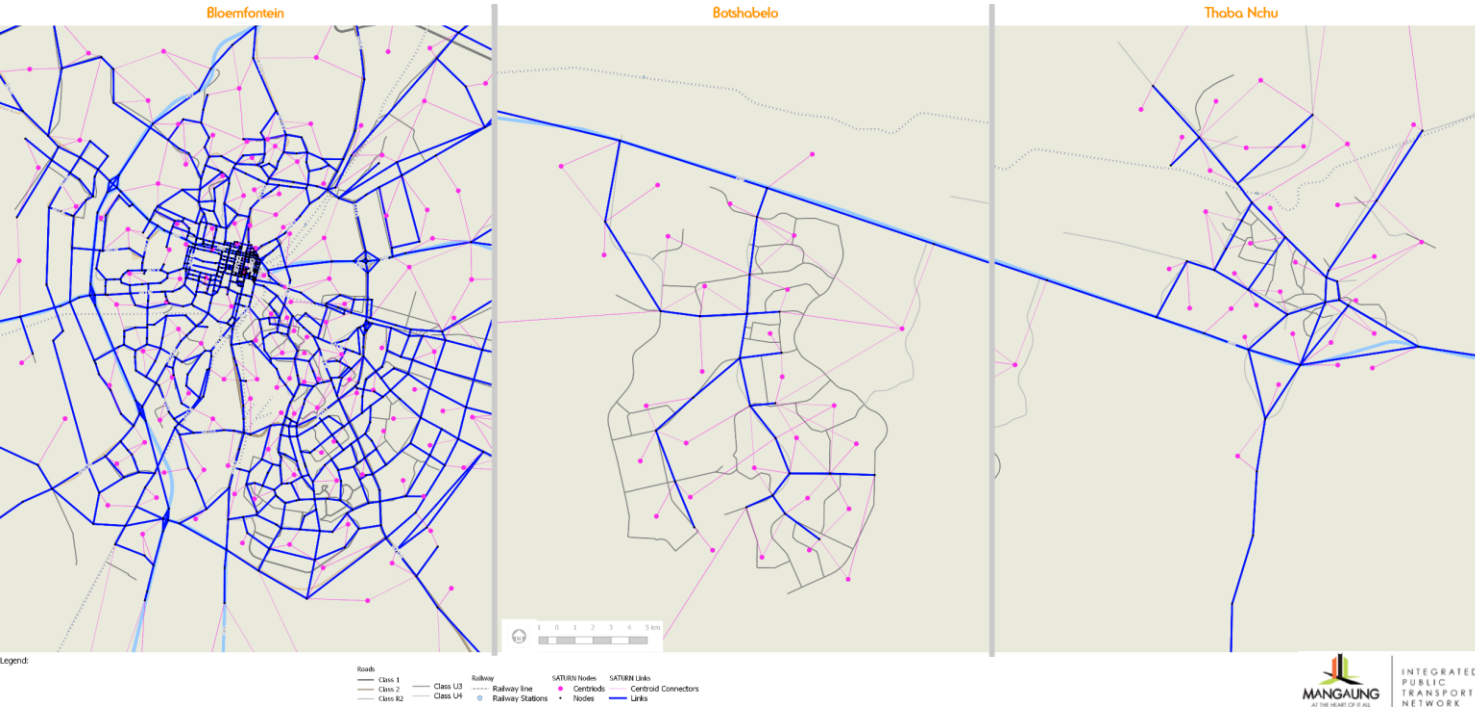 Bloemfontein
Botshabelo
Thaba Nchu
1 0 1 2 3 4 5 km
Legend:
Roads
Class 1
Class 2
Class R2
Class U3
Class U4
Railway
Railway line
Railway Stations
SATURN Nodes
Centriods
Nodes
SATURN Links
Centroid Connectors
Links
MANGAUNG
AT THE HEART OF IT ALL
INTEGRATED
PUBLIC
TRANSPORT
NETWORK